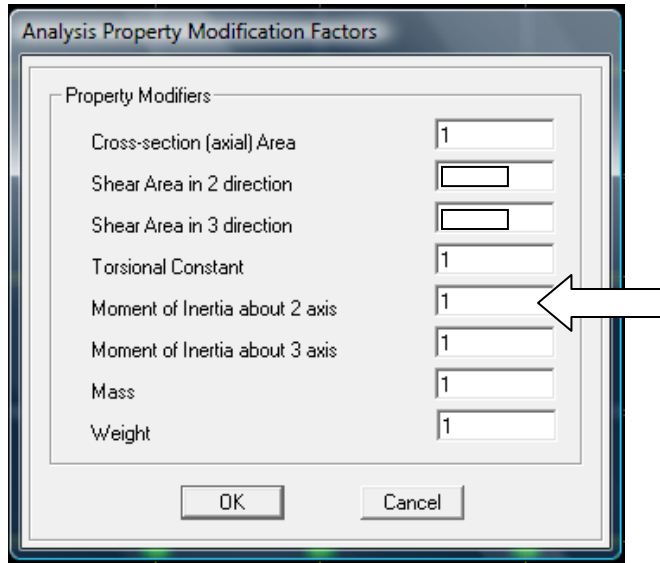 Analysis Property Modification Factors
Property Modifiers
Cross-section (axial) Area 1
Shear Area in 2 direction
Shear Area in 3 direction
Torsional Constant 1
Moment of Inertia about 2 axis 1
Moment of Inertia about 3 axis 1
Mass 1
Weight 1
OK Cancel